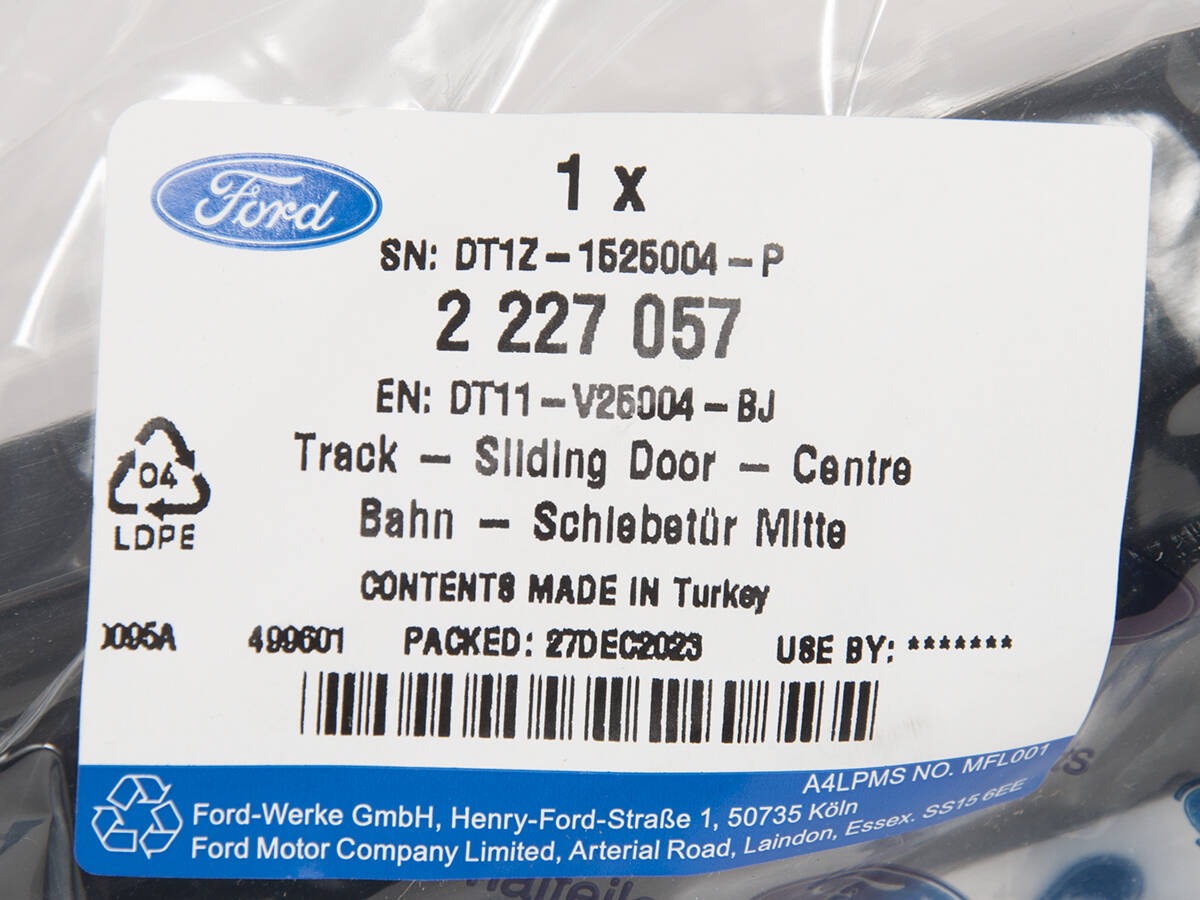 Ford
1 x
SN: DT1Z-1525004-P
2 227 057
EN: DT11-V25004-BJ
Track - Sliding Door - Centre
04
LDPE
Bahn - Schiebetür Mitte
CONTENTS MADE IN Turkey
095A 499601 PACKED: 27DEC2023 USE BY: *******
A4LPMS NO. MFL001
Ford-Werke GmbH, Henry-Ford-Straße 1, 50735 Köln
Ford Motor Company Limited, Arterial Road, Laindon, Essex. SS15 6EE